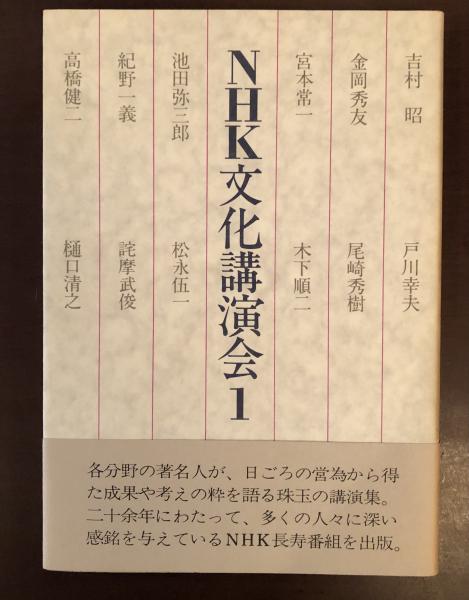 吉村 昭
戸川幸夫
金岡秀友
尾崎秀樹
宮本常一
木下順二
NHK文化講演会1
池田弥三郎
松永伍一
紀野一義
詫摩武俊
高橋健二
樋口清之
各分野の著名人が、日ごろの営為から得
た成果や考えの粋を語る珠玉の講演集。
二十余年にわたって、多くの人々に深い
感銘を与えているNHK長寿番組を出版。